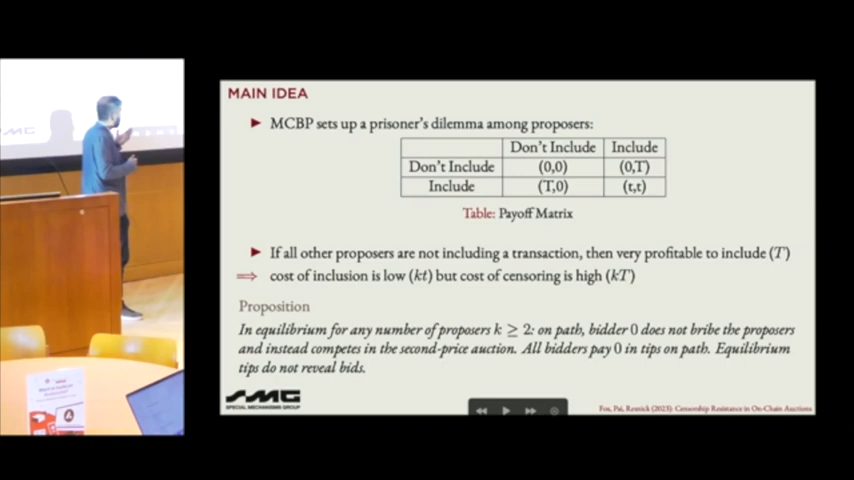 MAIN IDEA
► MCBP sets up a prisoner's dilemma among proposers:
Don't Include Include
Don't Include (0,0) (0,T)
Include (T,0) (t,t)
Table: Payoff Matrix
► If all other proposers are not including a transaction, then very profitable to include (T)
⟹ cost of inclusion is low (kt) but cost of censoring is high (kT)
Proposition
In equilibrium for any number of proposers k ≥ 2: on path, bidder 0 does not bribe the proposers
and instead competes in the second-price auction. All bidders pay 0 in tips on path. Equilibrium
tips do not reveal bids.
SMG
SPECIAL MECHANISMS GROUP
Fox, Pai, Resnick (2023): Censorship Resistance in On-Chain Auctions